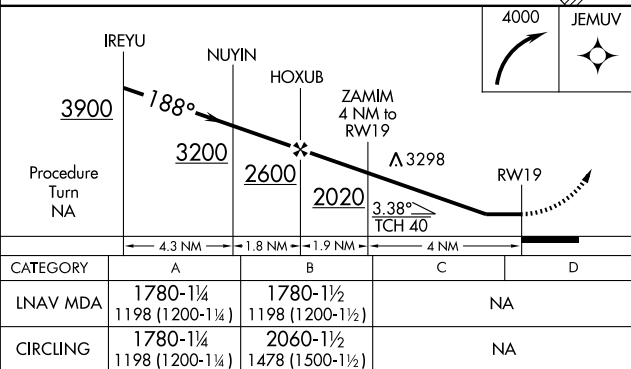 4000 JEMUV
IREYU
NUYIN
HOXUB
ZAMIM
4 NM to
RW19
3900
188°
3200
2600
2020
3298
RW19
Procedure
Turn
NA
3.38°
TCH 40
4.3 NM 1.8 NM 1.9 NM 4 NM
CATEGORY A B C D
LNAV MDA 1780-1¼ 1780-1½ NA
1198 (1200-1¼) 1198 (1200-1½)
CIRCLING 1780-1¼ 2060-1½ NA
1198 (1200-1¼) 1478 (1500-1½)